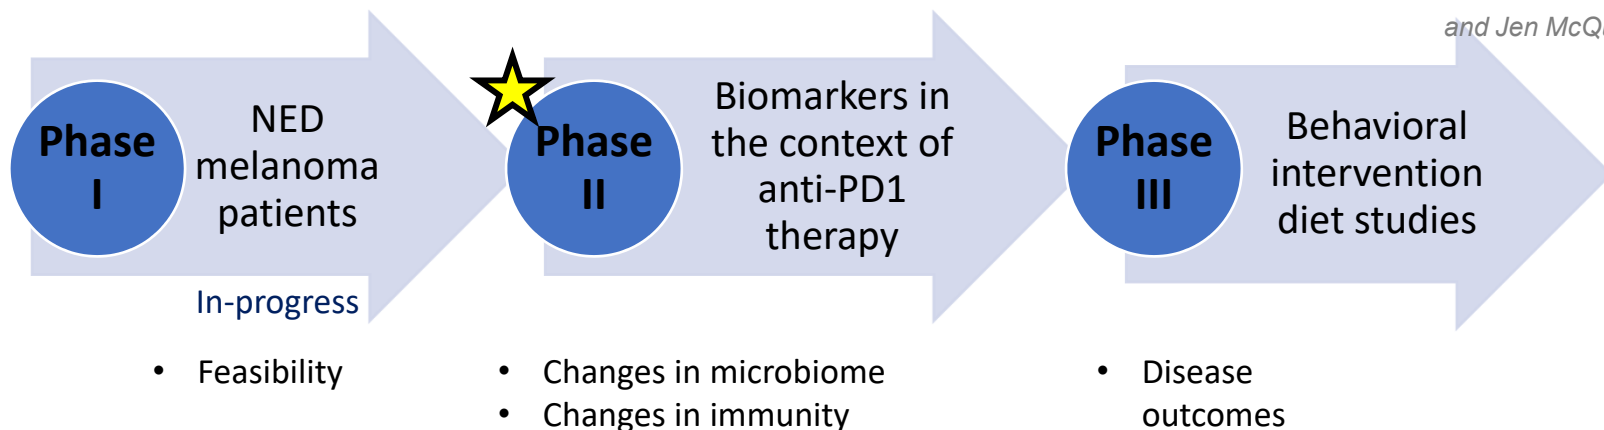 and Jen
Phase
I
NED
melanoma
patients
In-progress
• Feasibility
Phase
II
Biomarkers in
the context of
anti-PD1
therapy
• Changes in microbiome
• Changes in immunity
Phase
III
Behavioral
intervention
diet studies
• Disease
outcomes